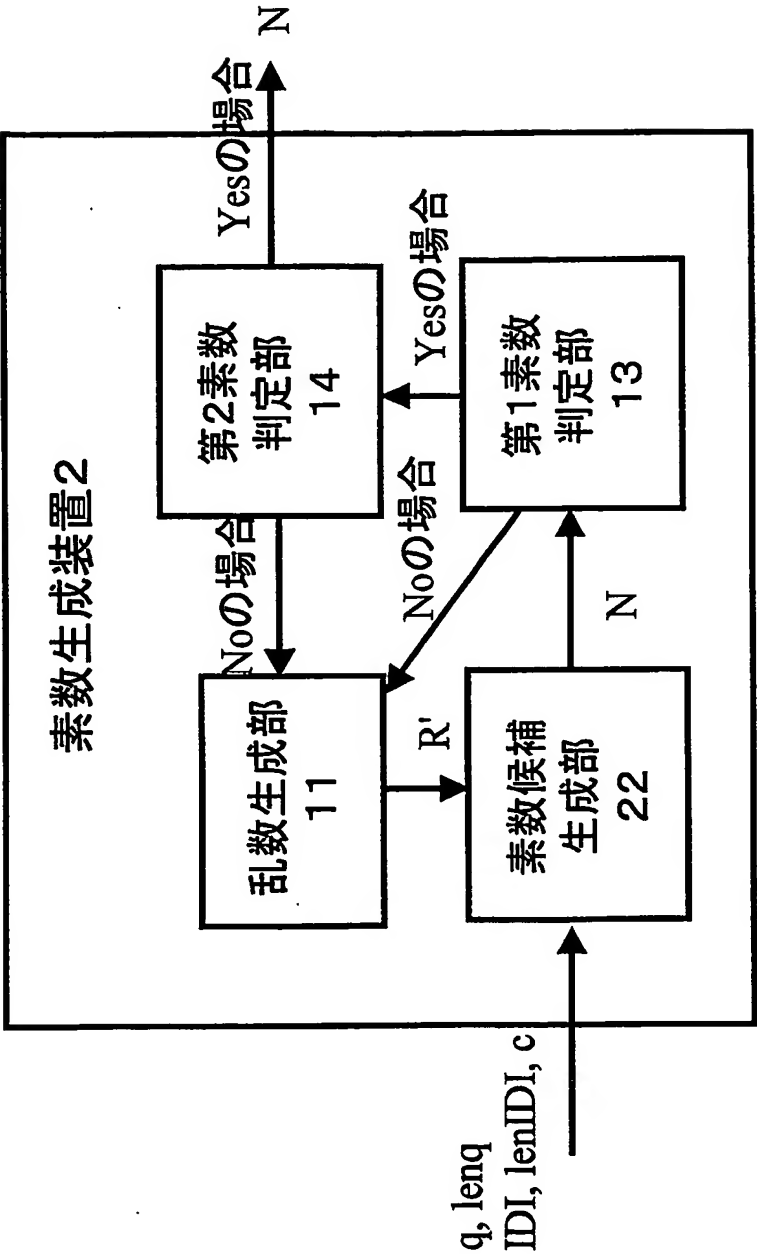 素数生成装置2
乱数生成部
11
第2素数
判定部
14
Noの場合
Yesの場合
N
R'
Noの場合
Yesの場合
素数候補
生成部
22
N
第1素数
判定部
13
q, lenq
IDI, lenIDI, c